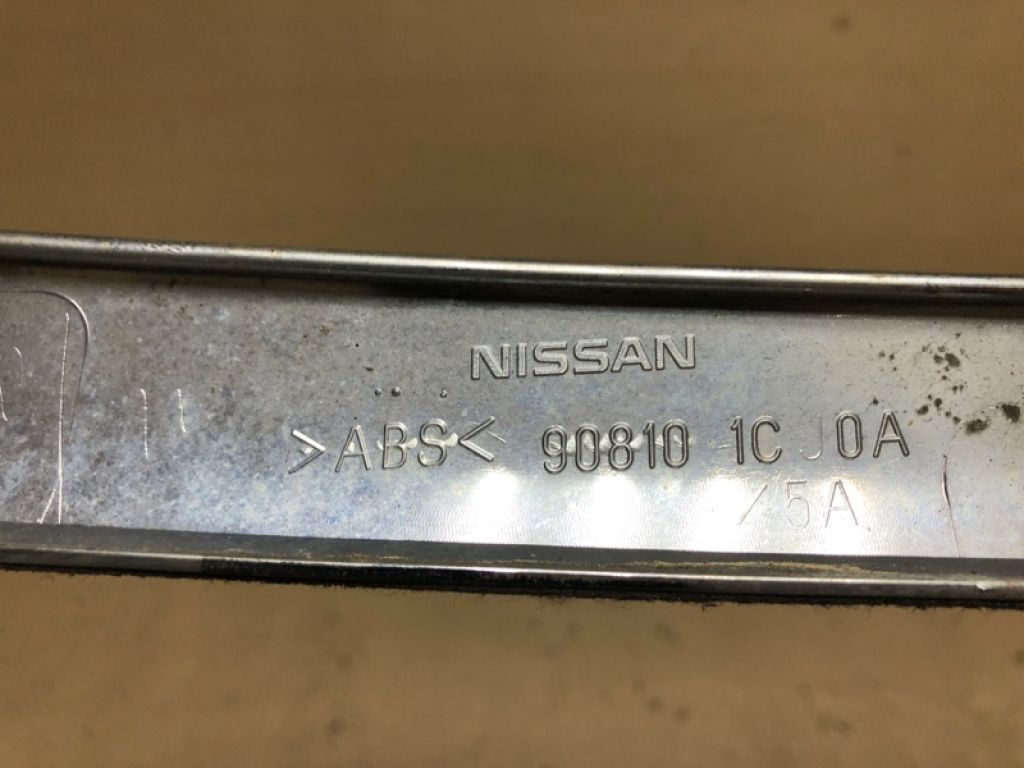 NISSAN
>ABS< 90810 1CJ0A
/5A